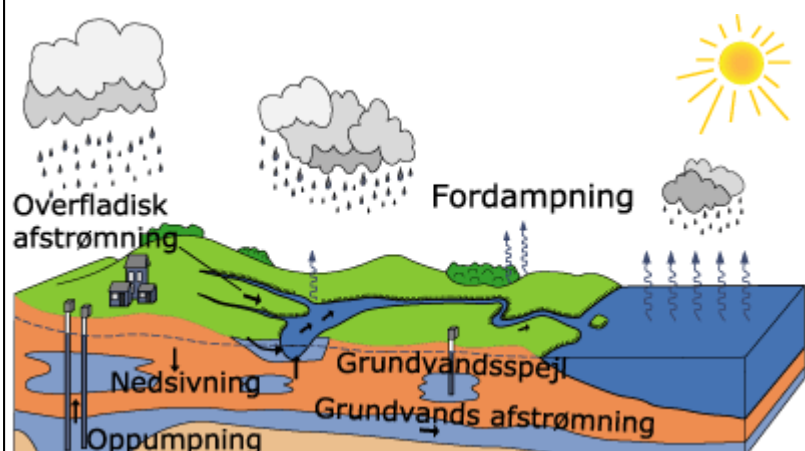 Overfladisk
afstrømning
Fordampning
Grundvandsspejl
Nedsivning
Grundvands afstrømning
Oppumpning